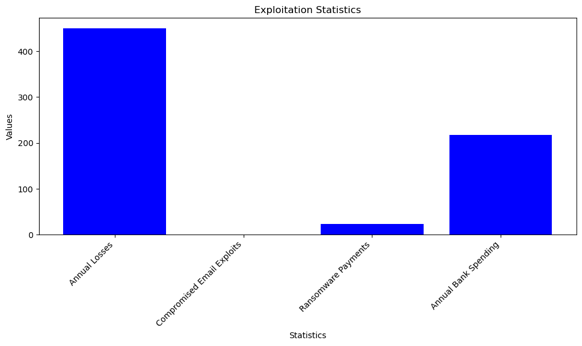 Exploitation Statistics
400
300
200
100
0
Values
Annual Losses
Compromised Email Exploits
Ransomware Payments
Annual Bank Spending
Statistics